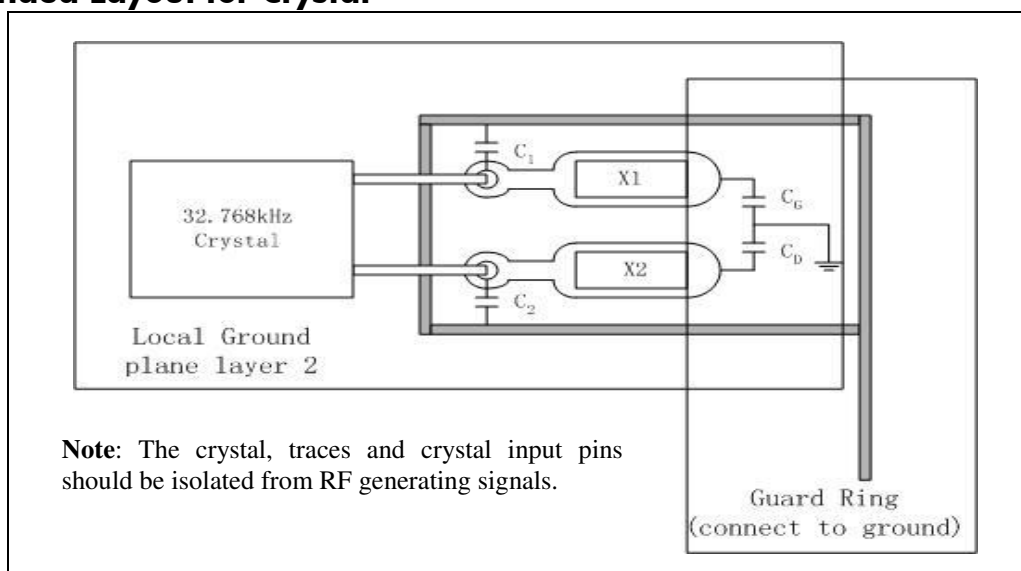 32.768kHz
Crystal
C1
X1
CG
X2
CD
C2
Local Ground
plane layer 2
Note: The crystal, traces and crystal input pins
should be isolated from RF generating signals.
Guard Ring
(connect to ground)